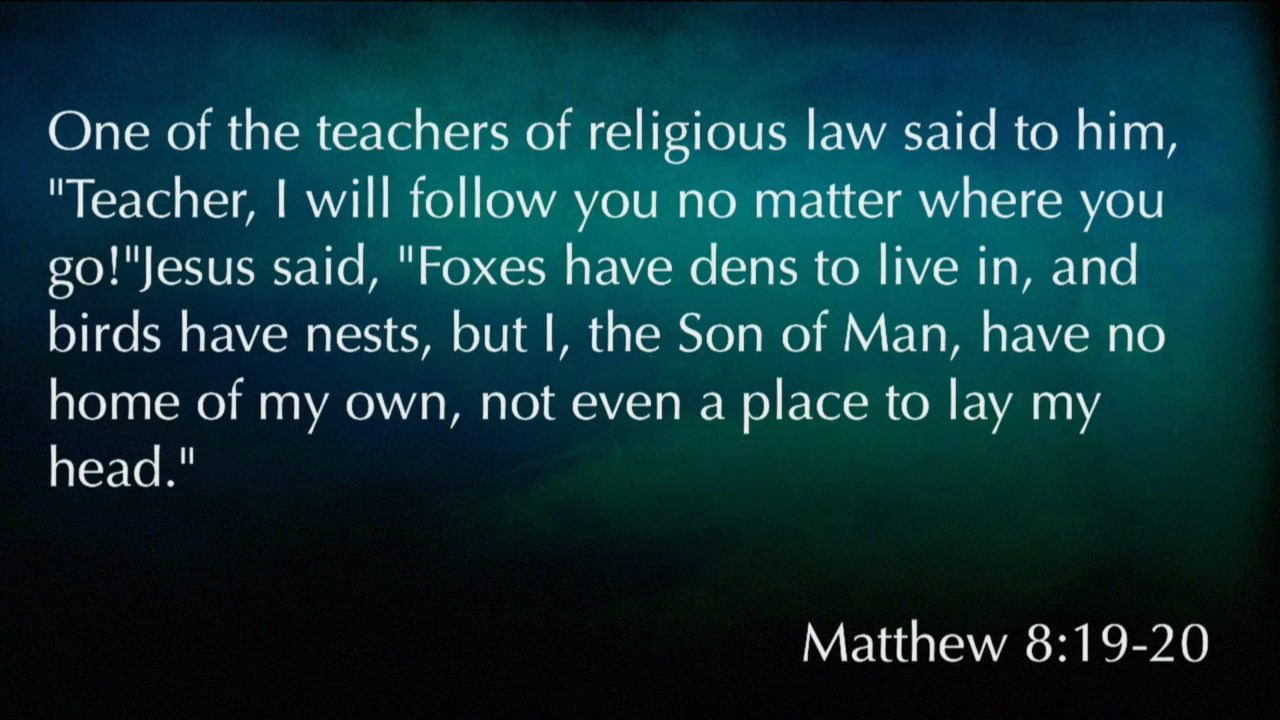 One of the teachers of religious law said to him,
"Teacher, I will follow you no matter where you
go!"Jesus said, "Foxes have dens to live in, and
birds have nests, but I, the Son of Man, have no
home of my own, not even a place to lay my
head."
Matthew 8:19-20